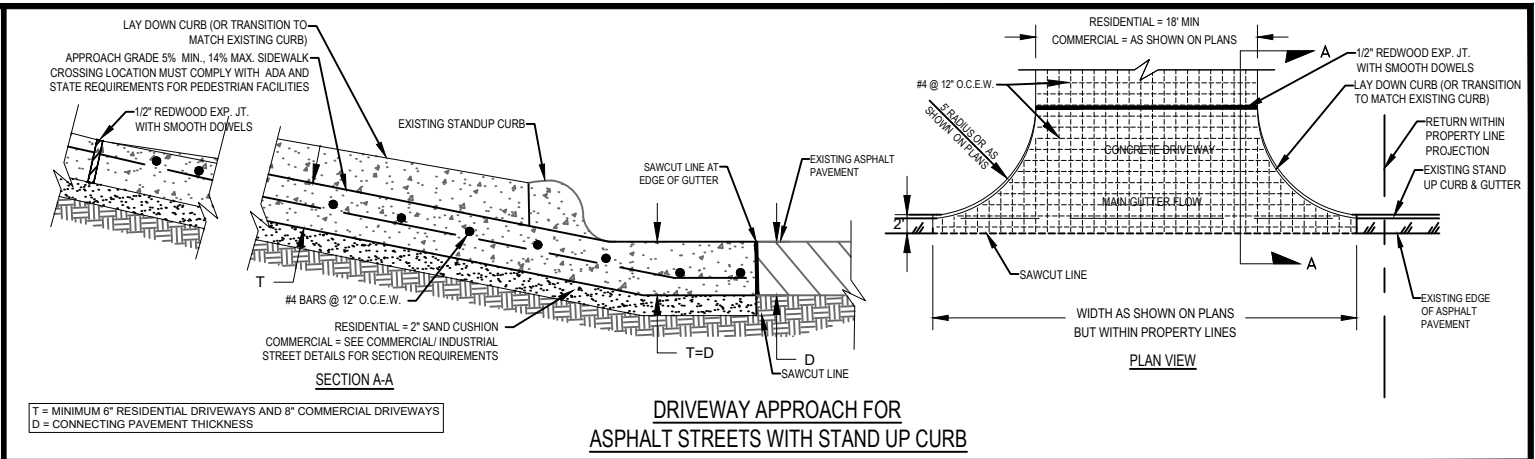 LAY DOWN CURB (OR TRANSITION TO
MATCH EXISTING CURB)
APPROACH GRADE 5% MIN., 14% MAX. SIDEWALK
CROSSING LOCATION MUST COMPLY WITH ADA AND
STATE REQUIREMENTS FOR PEDESTRIAN FACILITIES
1/2" REDWOOD EXP. JT.
WITH SMOOTH DOWELS
EXISTING STANDUP CURB
SAWCUT LINE AT
EDGE OF GUTTER
EXISTING ASPHALT
PAVEMENT
T
#4 BARS @ 12" O.C.E.W.
RESIDENTIAL = 2" SAND CUSHION
COMMERCIAL = SEE COMMERCIAL/ INDUSTRIAL
STREET DETAILS FOR SECTION REQUIREMENTS
T=D
D
SAWCUT LINE
SECTION A-A
RESIDENTIAL = 18' MIN
COMMERCIAL = AS SHOWN ON PLANS
A
1/2" REDWOOD EXP. JT.
WITH SMOOTH DOWELS
#4 @ 12" O.C.E.W.
LAY DOWN CURB (OR TRANSITION
TO MATCH EXISTING CURB)
5' RADIUS OR AS
SHOWN ON PLANS
RETURN WITHIN
PROPERTY LINE
PROJECTION
CONCRETE DRIVEWAY
EXISTING STAND
UP CURB & GUTTER
MAIN GUTTER FLOW
2'
A
SAWCUT LINE
EXISTING EDGE
OF ASPHALT
PAVEMENT
WIDTH AS SHOWN ON PLANS
BUT WITHIN PROPERTY LINES
PLAN VIEW
T = MINIMUM 6" RESIDENTIAL DRIVEWAYS AND 8" COMMERCIAL DRIVEWAYS
D = CONNECTING PAVEMENT THICKNESS
DRIVEWAY APPROACH FOR
ASPHALT STREETS WITH STAND UP CURB